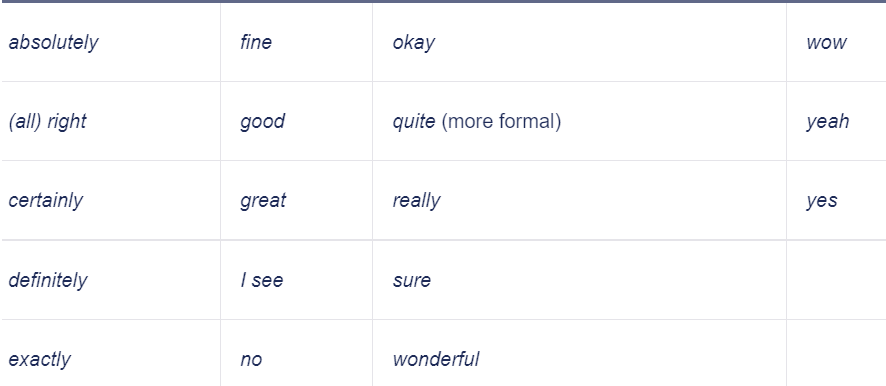 absolutely fine okay wow
(all) right good quite (more formal) yeah
certainly great really yes
definitely I see sure
exactly no wonderful